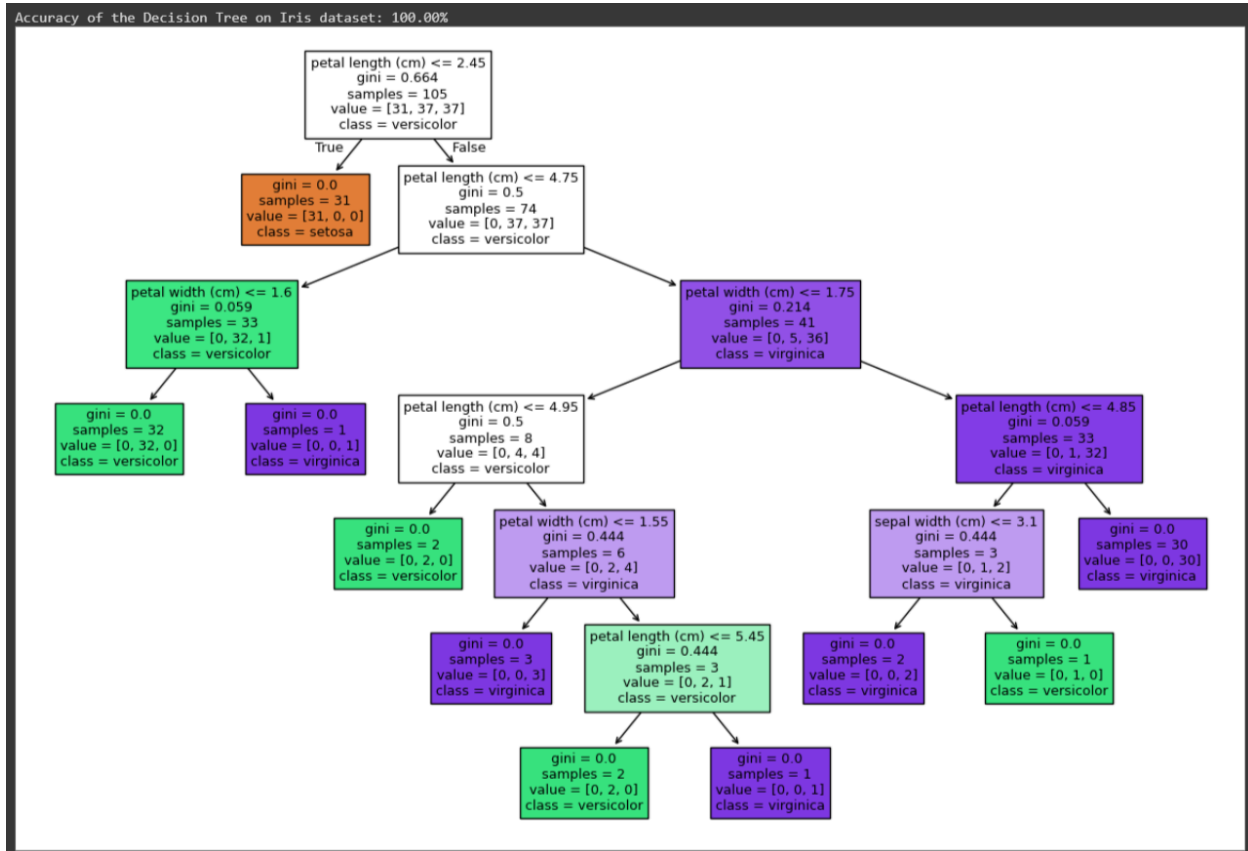 Accuracy of the Decision Tree on Iris dataset: 100.00%
petal length (cm) <= 2.45
gini = 0.664
samples = 105
value = [31, 37, 37]
class = versicolor
True
False
gini = 0.0
samples = 31
value = [31, 0, 0]
class = setosa
petal length (cm) <= 4.75
gini = 0.5
samples = 74
value = [0, 37, 37]
class = versicolor
petal width (cm) <= 1.6
gini = 0.059
samples = 33
value = [0, 32, 1]
class = versicolor
petal width (cm) <= 1.75
gini = 0.214
samples = 41
value = [0, 5, 36]
class = virginica
gini = 0.0
samples = 32
value = [0, 32, 0]
class = versicolor
gini = 0.0
samples = 1
value = [0, 0, 1]
class = virginica
petal length (cm) <= 4.95
gini = 0.5
samples = 8
value = [0, 4, 4]
class = versicolor
petal length (cm) <= 4.85
gini = 0.059
samples = 33
value = [0, 1, 32]
class = virginica
gini = 0.0
samples = 2
value = [0, 2, 0]
class = versicolor
petal width (cm) <= 1.55
gini = 0.444
samples = 6
value = [0, 2, 4]
class = virginica
sepal width (cm) <= 3.1
gini = 0.444
samples = 3
value = [0, 1, 2]
class = virginica
gini = 0.0
samples = 30
value = [0, 0, 30]
class = virginica
gini = 0.0
samples = 3
value = [0, 0, 3]
class = virginica
petal length (cm) <= 5.45
gini = 0.444
samples = 3
value = [0, 2, 1]
class = versicolor
gini = 0.0
samples = 2
value = [0, 0, 2]
class = virginica
gini = 0.0
samples = 1
value = [0, 1, 0]
class = versicolor
gini = 0.0
samples = 2
value = [0, 2, 0]
class = versicolor
gini = 0.0
samples = 1
value = [0, 0, 1]
class = virginica